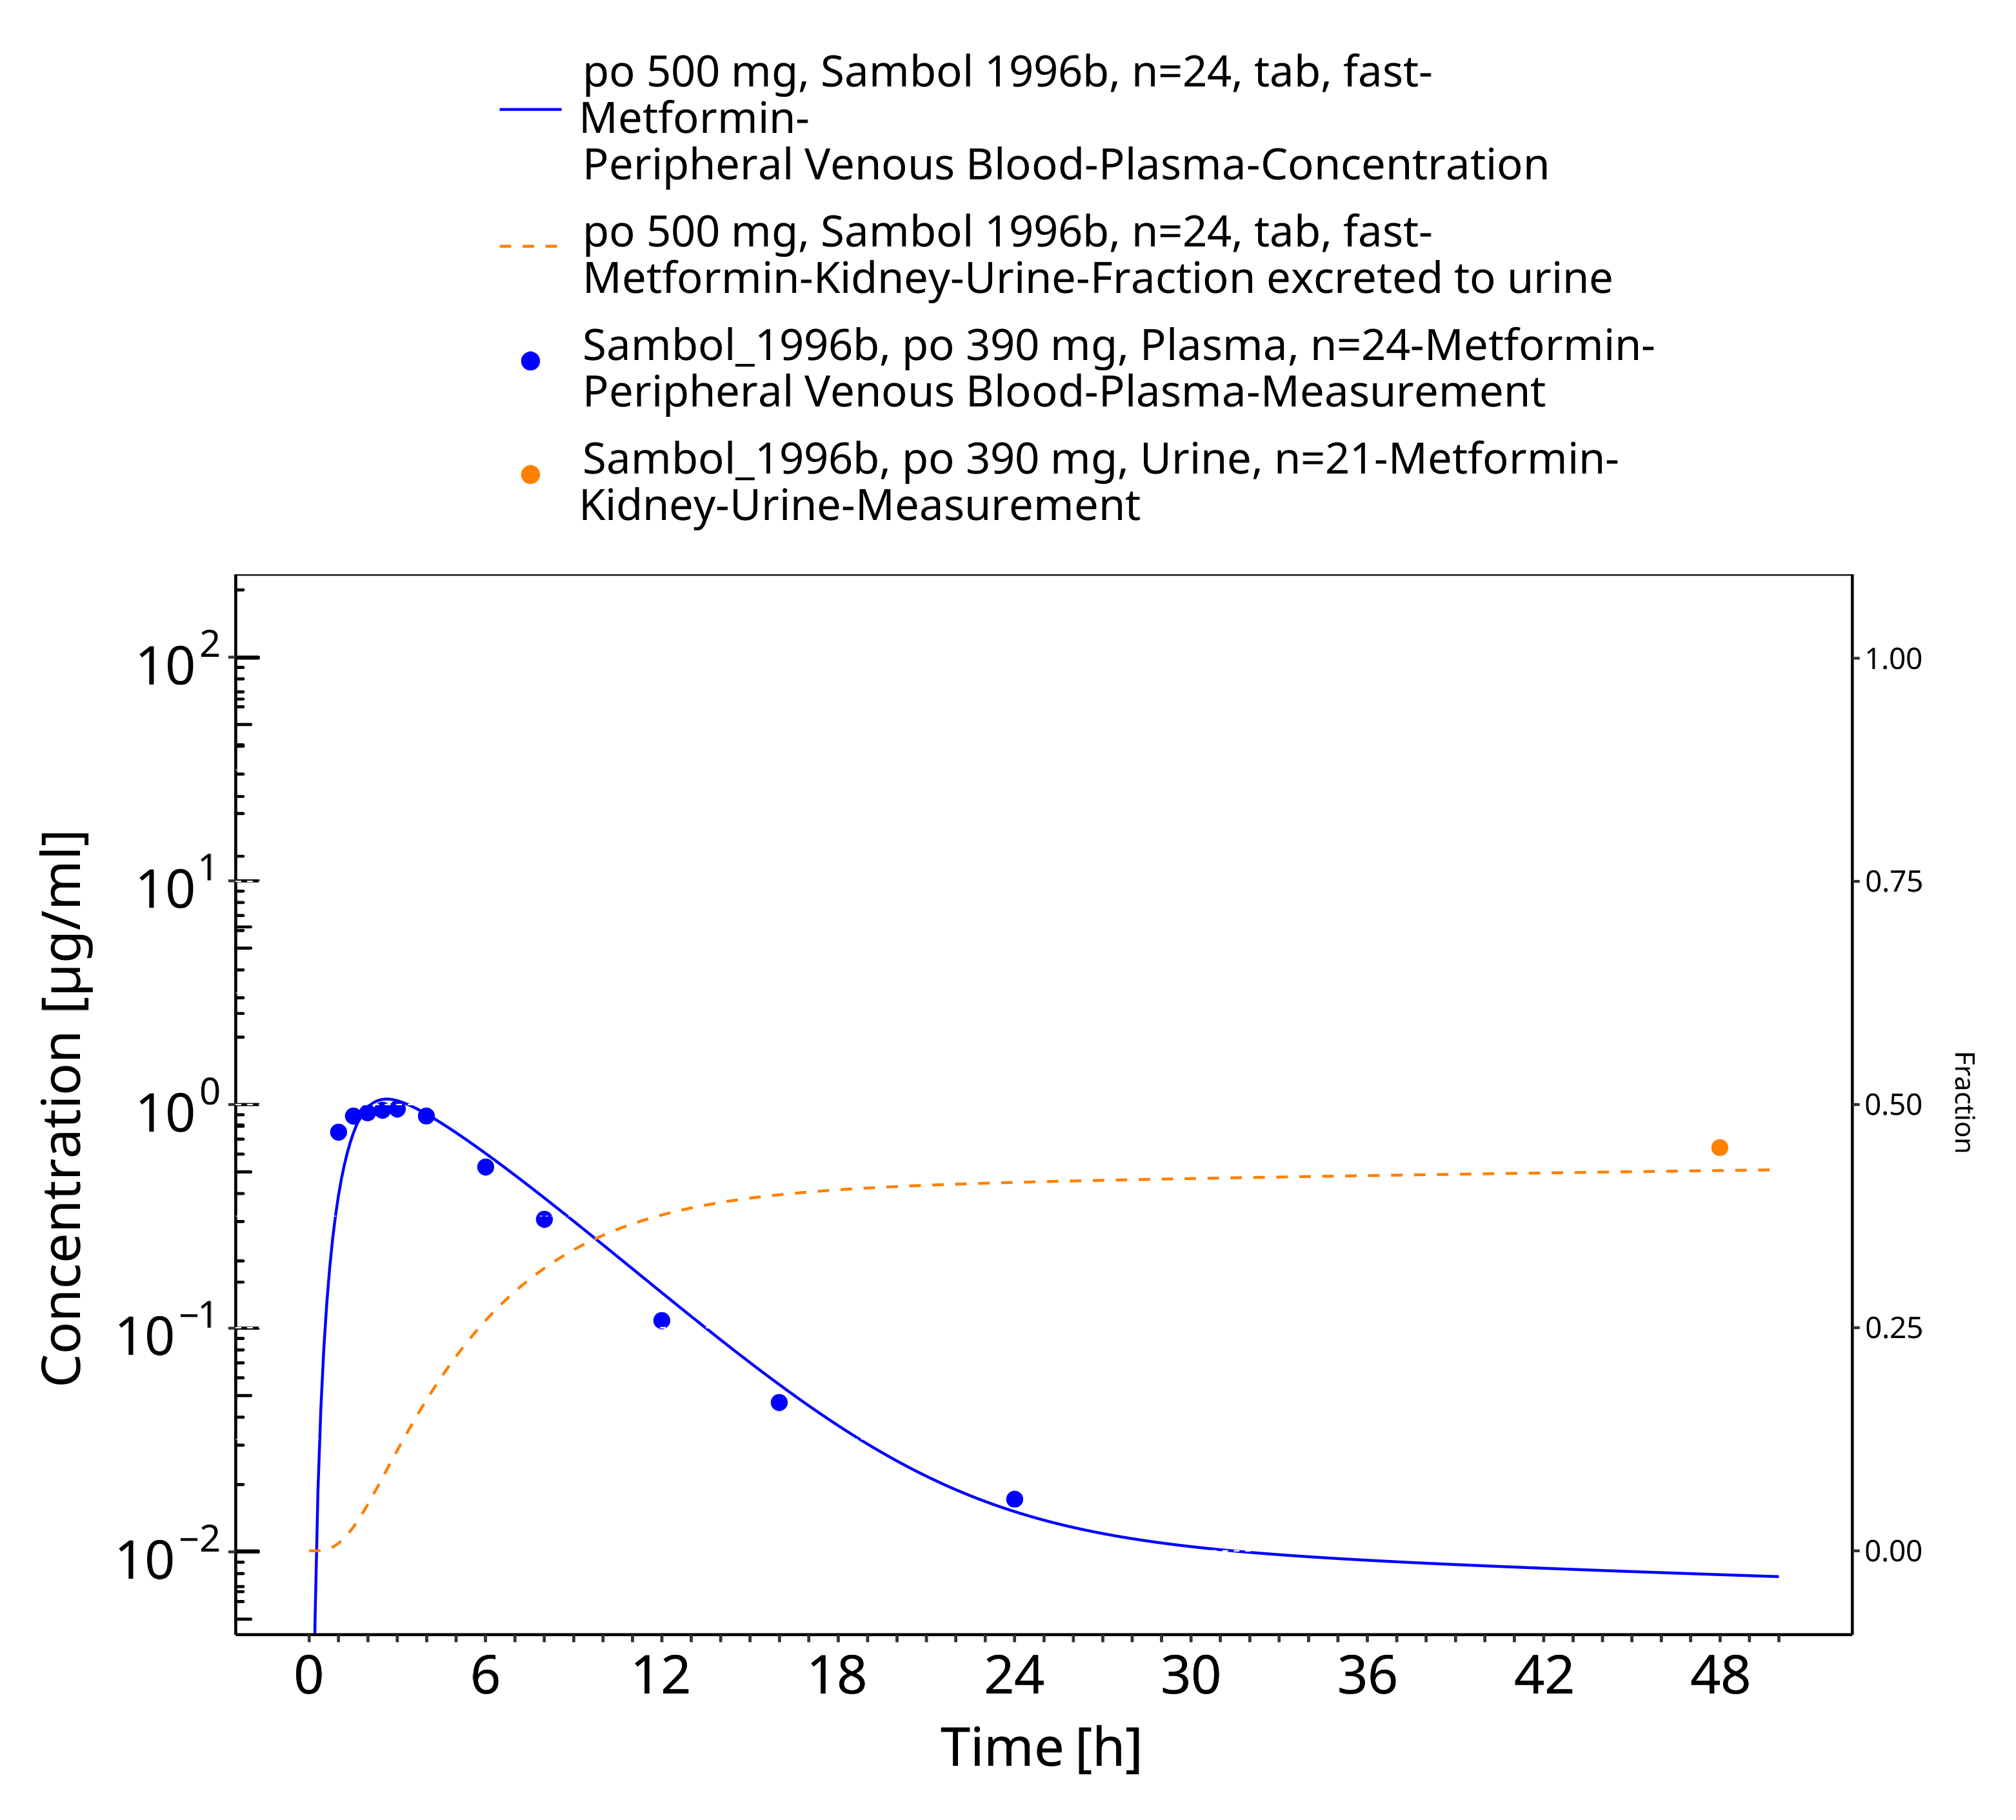 po 500 mg, Sambol 1996b, n=24, tab, fast-
Metformin-
Peripheral Venous Blood-Plasma-Concentration
po 500 mg, Sambol 1996b, n=24, tab, fast-
Metformin-Kidney-Urine-Fraction excreted to urine
Sambol_1996b, po 390 mg, Plasma, n=24-Metformin-
Peripheral Venous Blood-Plasma-Measurement
Sambol_1996b, po 390 mg, Urine, n=21-Metformin-
Kidney-Urine-Measurement
Concentration [µg/ml]
10²
10¹
10⁰
10⁻¹
10⁻²
1.00
0.75
0.50
0.25
0.00
Fraction
0 6 12 18 24 30 36 42 48
Time [h]